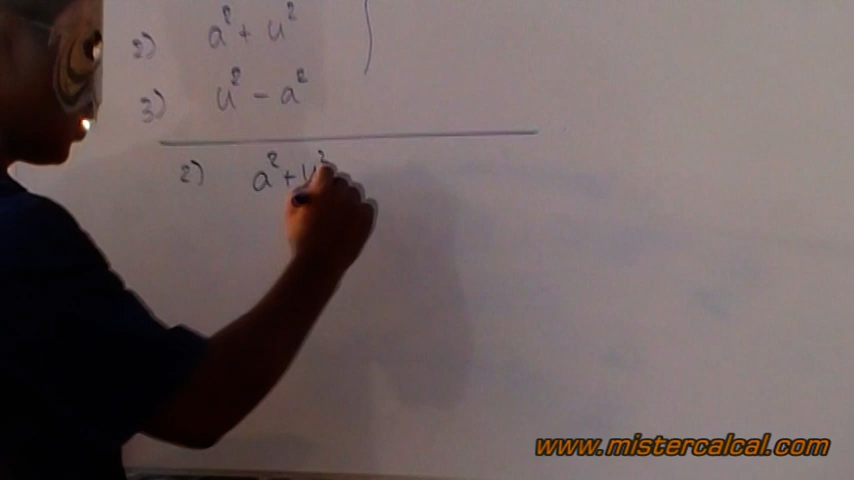 2) a² + u²
3) u² - a²
2) a² + u²
www.mistercalcal.com